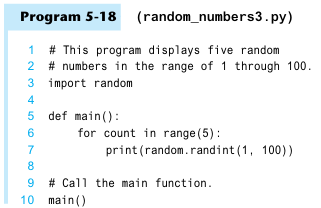 Program 5-18 (random_numbers3.py)
1 # This program displays five random
2 # numbers in the range of 1 through 100.
3 import random
4
5 def main():
6     for count in range(5):
7         print(random.randint(1, 100))
8
9 # Call the main function.
10 main()